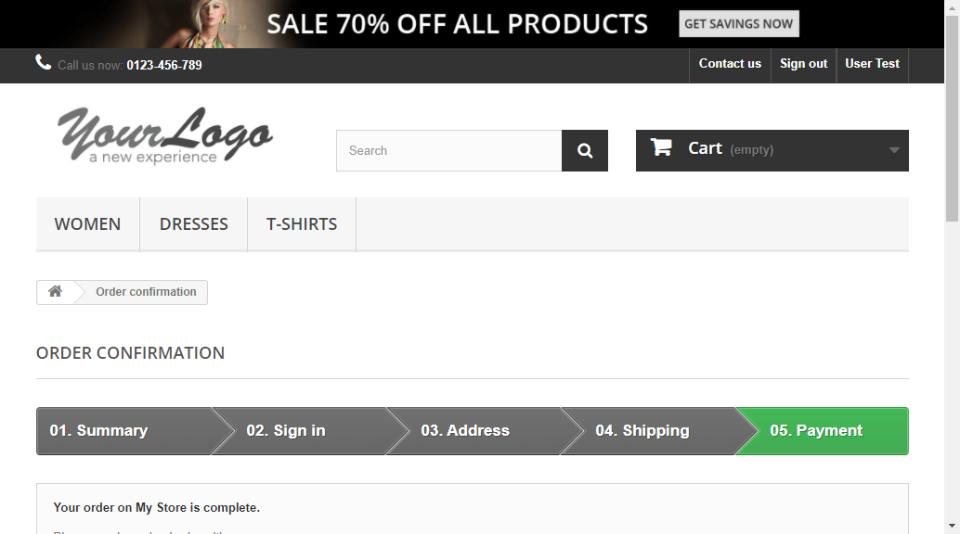 SALE 70% OFF ALL PRODUCTS GET SAVINGS NOW
Call us now: 0123-456-789 Contact us Sign out User Test
YourLogo
a new experience
Search
Cart (empty)
WOMEN DRESSES T-SHIRTS
Order confirmation
ORDER CONFIRMATION
01. Summary 02. Sign in 03. Address 04. Shipping 05. Payment
Your order on My Store is complete.